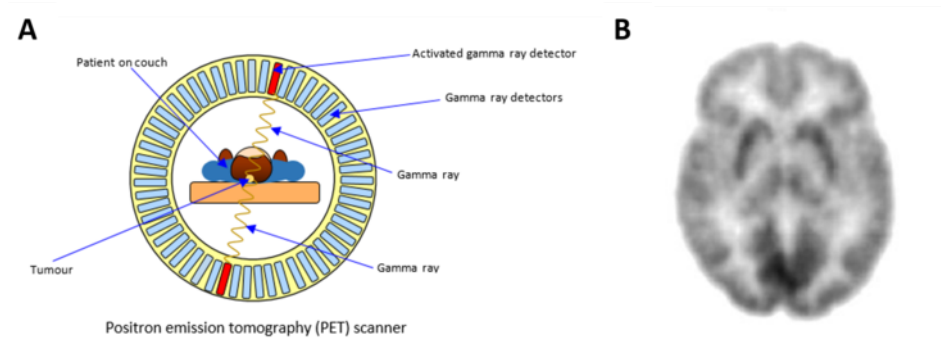 A
B
Activated gamma ray detector
Patient on couch
Gamma ray detectors
Gamma ray
Tumour
Gamma ray
Positron emission tomography (PET) scanner